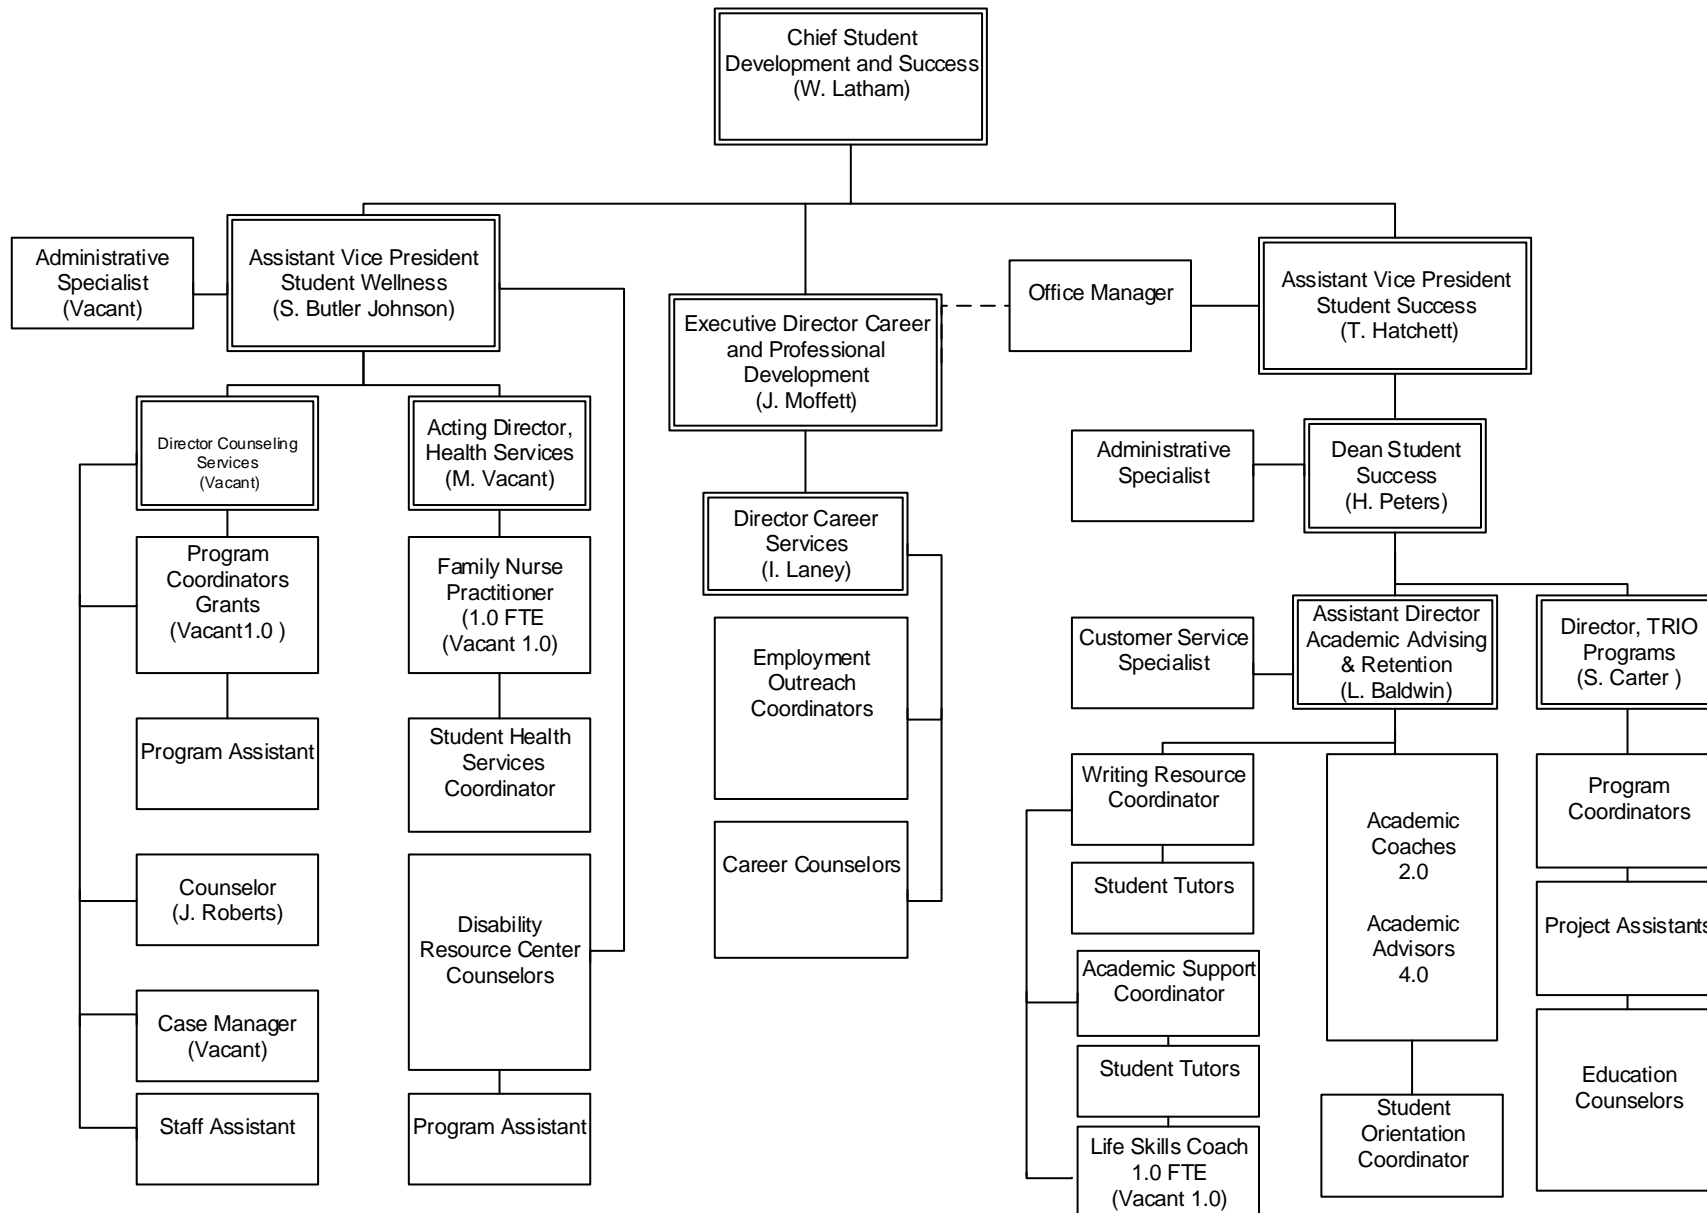 Chief Student
Development and Success
(W. Latham)
Administrative
Specialist
(Vacant)
Assistant Vice President
Student Wellness
(S. Butler Johnson)
Executive Director Career
and Professional
Development
(J. Moffett)
Office Manager
Assistant Vice President
Student Success
(T. Hatchett)
Director Counseling
Services
(Vacant)
Acting Director,
Health Services
(M. Vacant)
Director Career
Services
(I. Laney)
Administrative
Specialist
Dean Student
Success
(H. Peters)
Program
Coordinators
Grants
(Vacant1.0 )
Family Nurse
Practitioner
(1.0 FTE
(Vacant 1.0)
Employment
Outreach
Coordinators
Customer Service
Specialist
Assistant Director
Academic Advising
& Retention
(L. Baldwin)
Director, TRIO
Programs
(S. Carter )
Program Assistant
Student Health
Services
Coordinator
Career Counselors
Writing Resource
Coordinator
Student Tutors
Academic
Coaches
2.0
Academic
Advisors
4.0
Program
Coordinators
Counselor
(J. Roberts)
Disability
Resource Center
Counselors
Academic Support
Coordinator
Project Assistants
Case Manager
(Vacant)
Student Tutors
Education
Counselors
Staff Assistant
Program Assistant
Life Skills Coach
1.0 FTE
(Vacant 1.0)
Student
Orientation
Coordinator